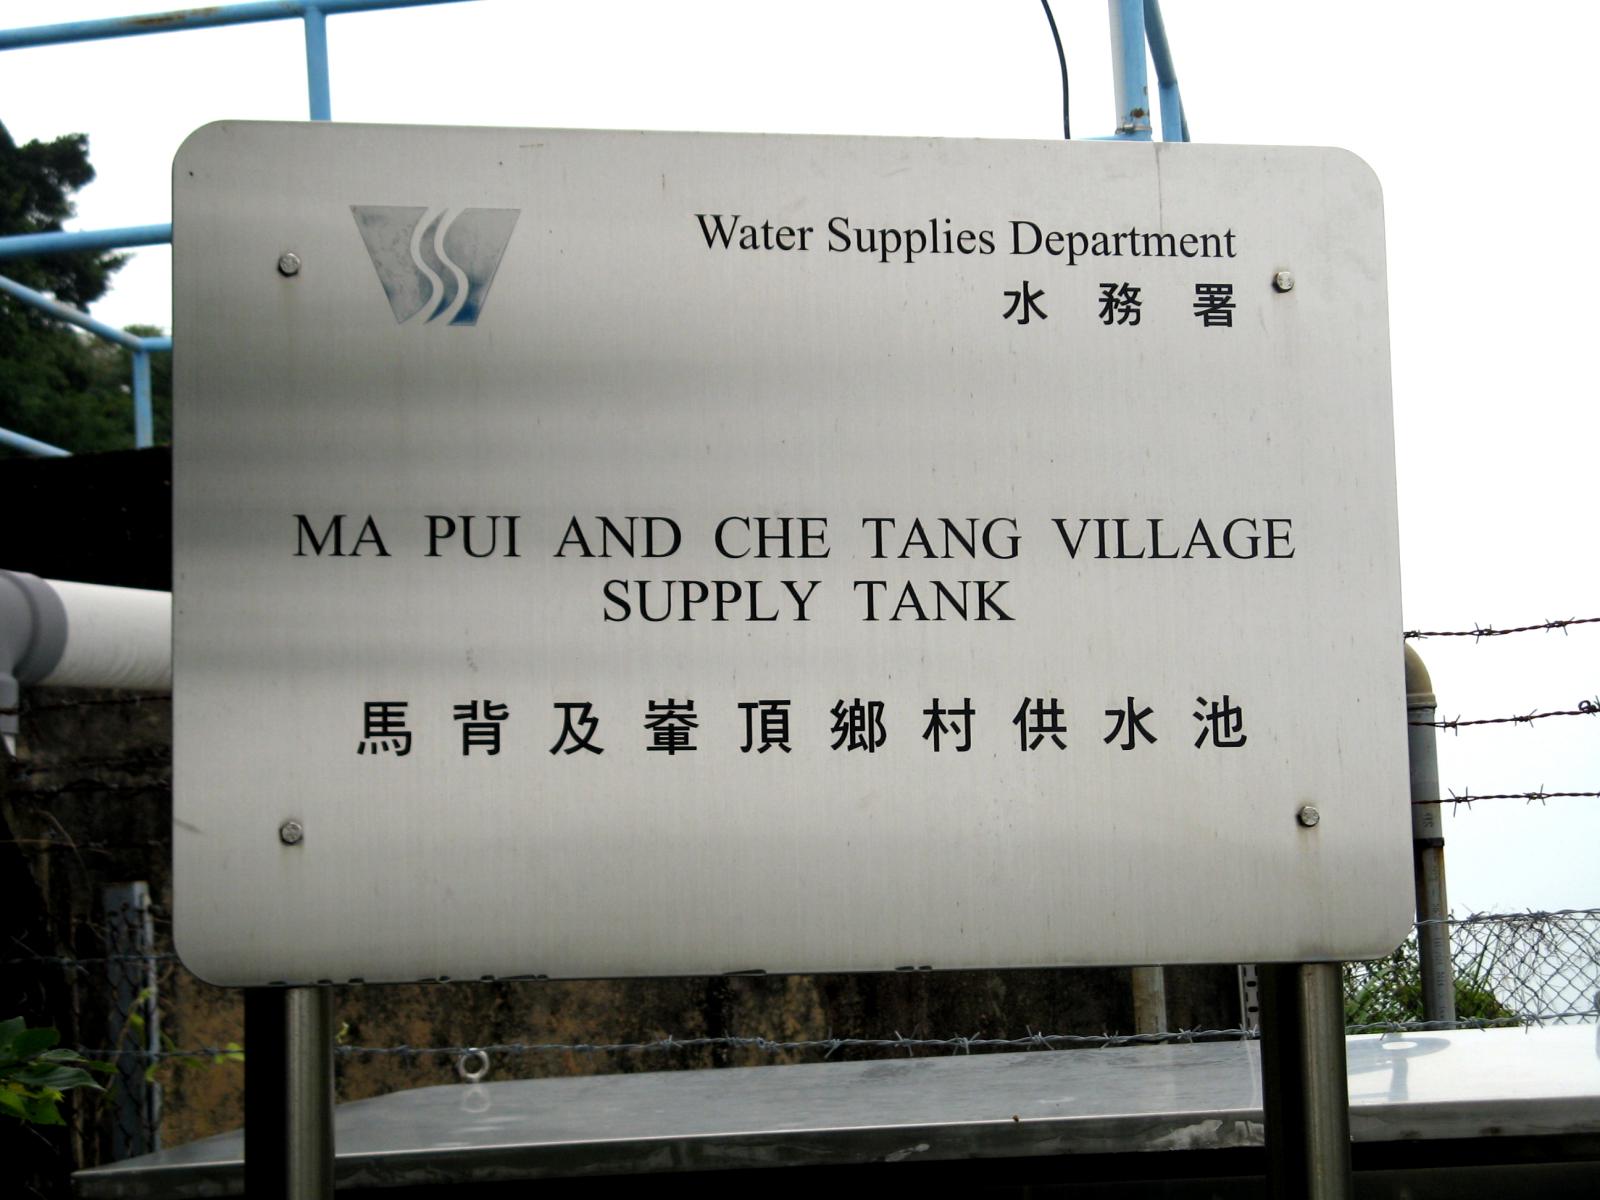 Water Supplies Department
水務署
MA PUI AND CHE TANG VILLAGE
SUPPLY TANK
馬背及輋頂鄉村供水池